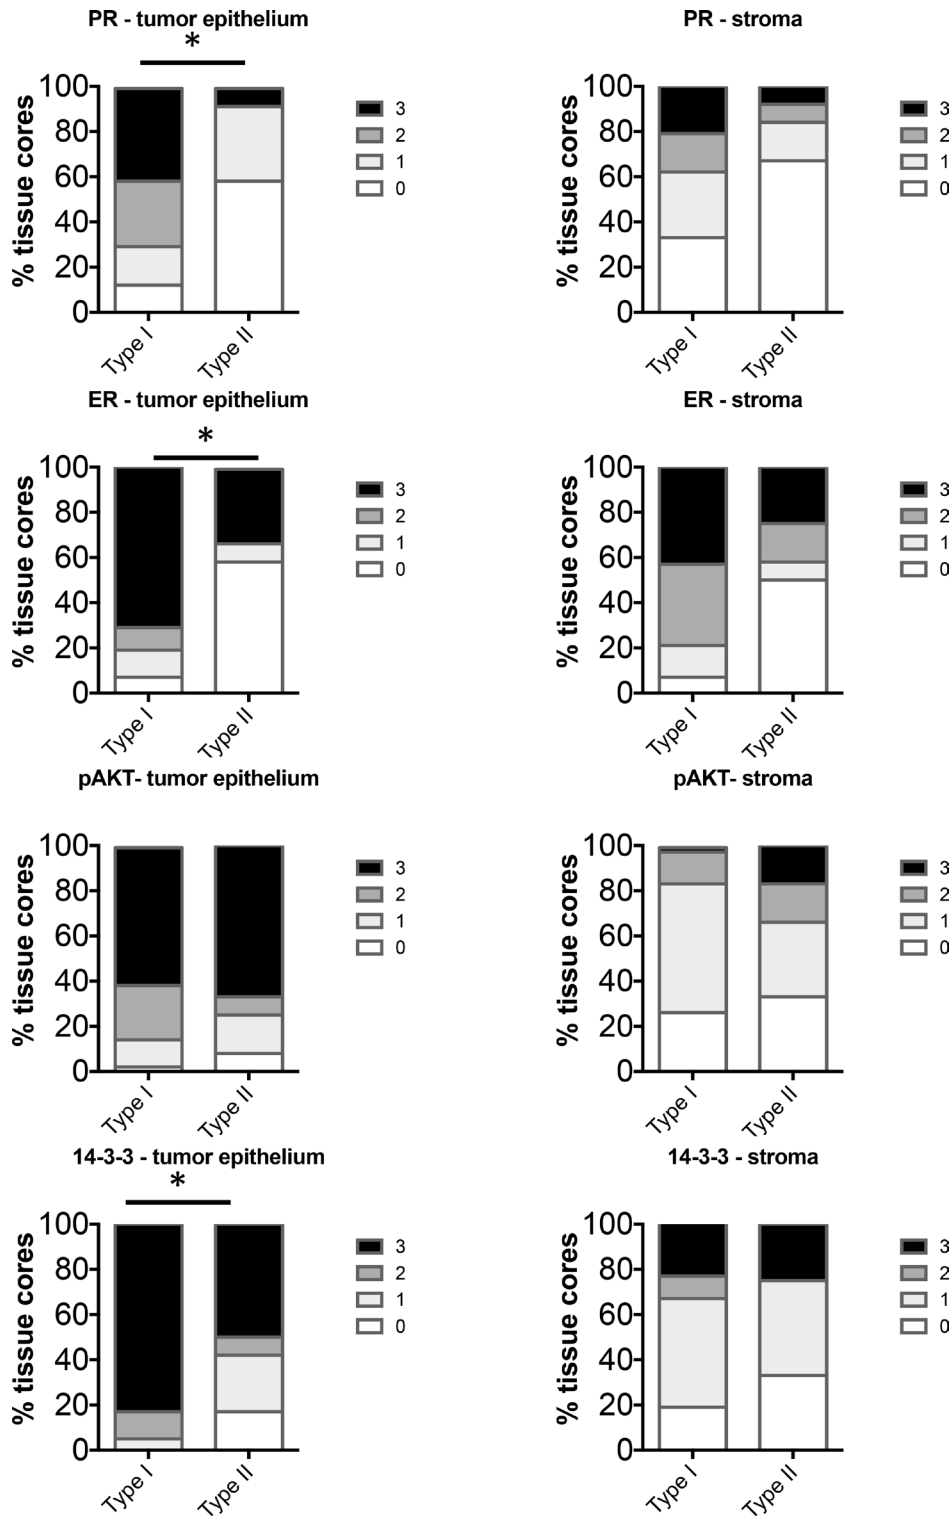 PR - tumor epithelium
*
% tissue cores
100
80
60
40
20
0
Type I
Type II
3
2
1
0
PR - stroma
% tissue cores
100
80
60
40
20
0
Type I
Type II
3
2
1
0
ER - tumor epithelium
*
% tissue cores
100
80
60
40
20
0
Type I
Type II
3
2
1
0
ER - stroma
% tissue cores
100
80
60
40
20
0
Type I
Type II
3
2
1
0
pAKT- tumor epithelium
% tissue cores
100
80
60
40
20
0
Type I
Type II
3
2
1
0
pAKT- stroma
% tissue cores
100
80
60
40
20
0
Type I
Type II
3
2
1
0
14-3-3 - tumor epithelium
*
% tissue cores
100
80
60
40
20
0
Type I
Type II
3
2
1
0
14-3-3 - stroma
% tissue cores
100
80
60
40
20
0
Type I
Type II
3
2
1
0